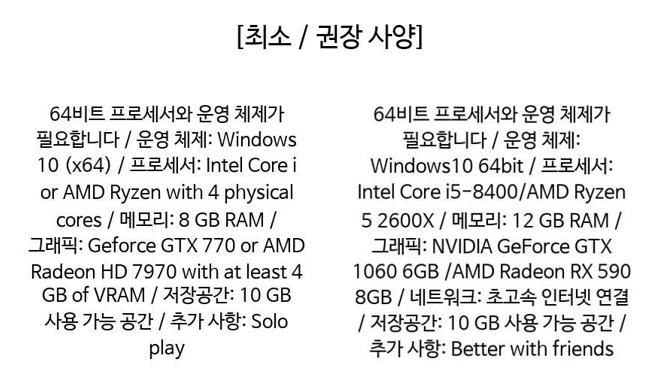 [최소 / 권장 사양]
64비트 프로세서와 운영 체제가
필요합니다 / 운영 체제: Windows
10 (x64) / 프로세서: Intel Core i
or AMD Ryzen with 4 physical
cores / 메모리: 8 GB RAM /
그래픽: Geforce GTX 770 or AMD
Radeon HD 7970 with at least 4
GB of VRAM / 저장공간: 10 GB
사용 가능 공간 / 추가 사항: Solo
play
64비트 프로세서와 운영 체제가
필요합니다 / 운영 체제:
Windows10 64bit / 프로세서:
Intel Core i5-8400/AMD Ryzen
5 2600X / 메모리: 12 GB RAM /
그래픽: NVIDIA GeForce GTX
1060 6GB /AMD Radeon RX 590
8GB / 네트워크: 초고속 인터넷 연결
/ 저장공간: 10 GB 사용 가능 공간 /
추가 사항: Better with friends